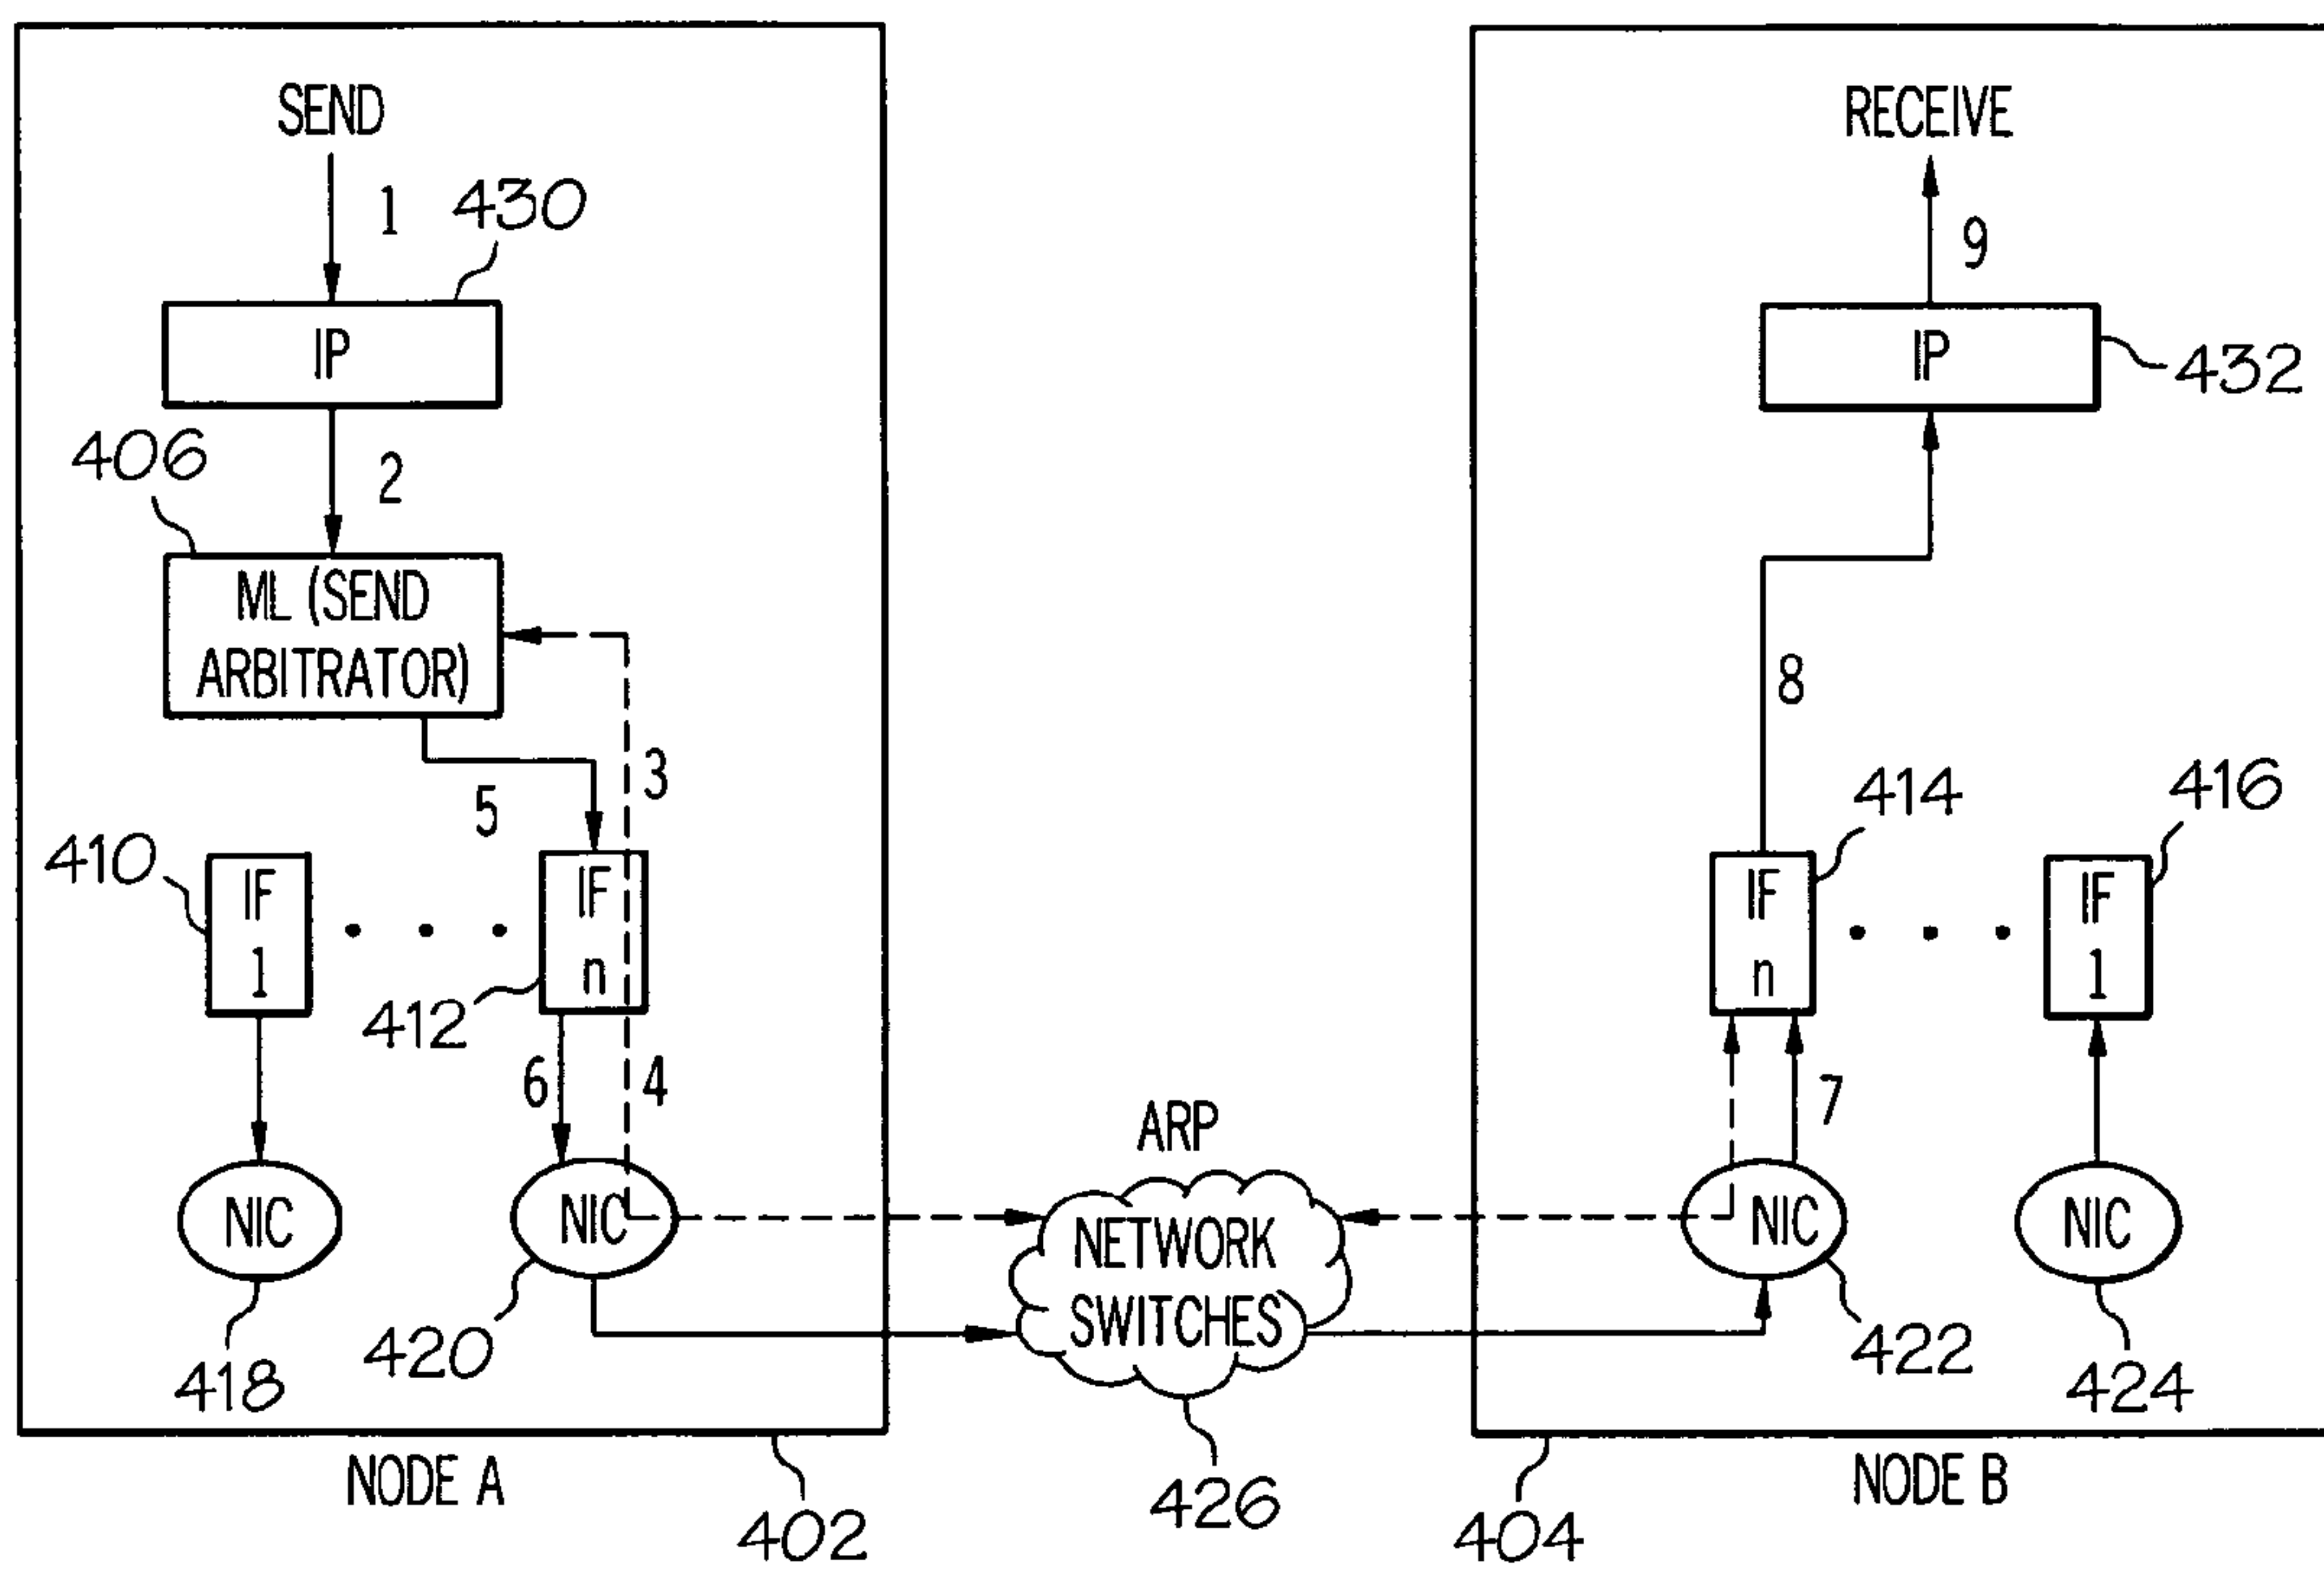 SEND
RECEIVE
1
430
9
IP
IP
432
406
2
ML (SEND
ARBITRATOR)
8
3
5
414
416
410
IF
1
IF
n
IF
n
IF
1
412
6
4
7
ARP
NIC
NIC
NETWORK
SWITCHES
NIC
NIC
418
420
422
424
NODE A
402
426
404
NODE B